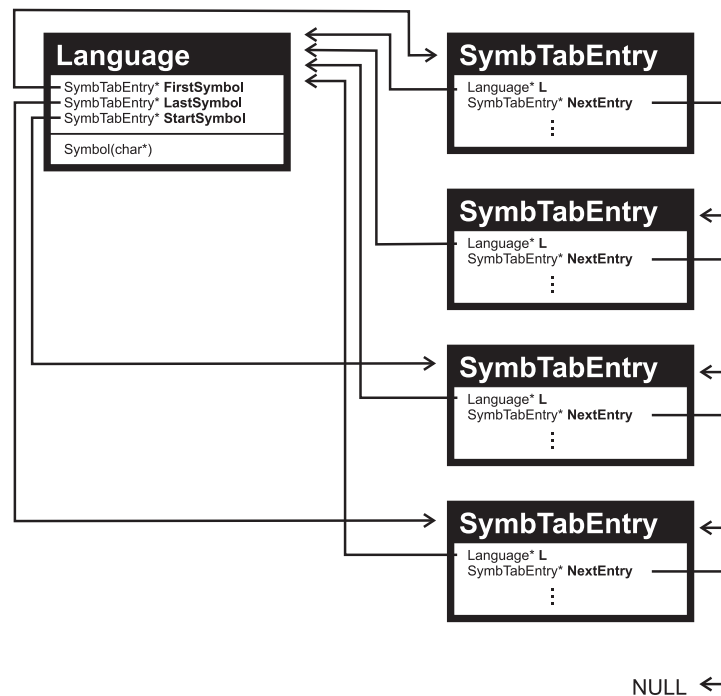 Language
SymbTabEntry* FirstSymbol
SymbTabEntry* LastSymbol
SymbTabEntry* StartSymbol
Symbol(char*)
SymbTabEntry
Language* L
SymbTabEntry* NextEntry
SymbTabEntry
Language* L
SymbTabEntry* NextEntry
SymbTabEntry
Language* L
SymbTabEntry* NextEntry
SymbTabEntry
Language* L
SymbTabEntry* NextEntry
NULL